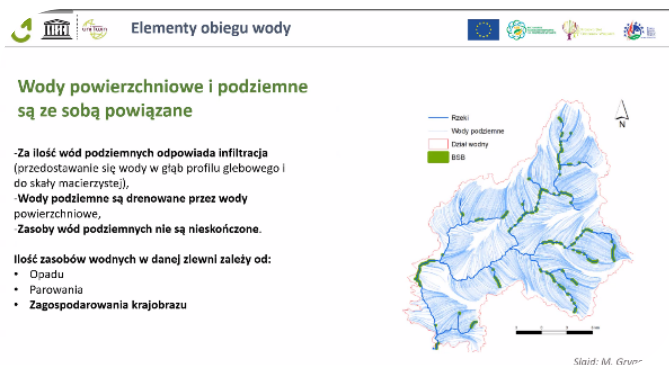 Elementy obiegu wody
Wody powierzchniowe i podziemne
są ze sobą powiązane
-Za ilość wód podziemnych odpowiada infiltracja
(przedostawanie się wody w głąb profilu glebowego i
do skały macierzystej),
-Wody podziemne są drenowane przez wody
powierzchniowe,
-Zasoby wód podziemnych nie są nieskończone.
Ilość zasobów wodnych w danej zlewni zależy od:
• Opadu
• Parowania
• Zagospodarowania krajobrazu
Rzeki
Wody podziemne
Dział wodny
BSB
N
Slajd: M.